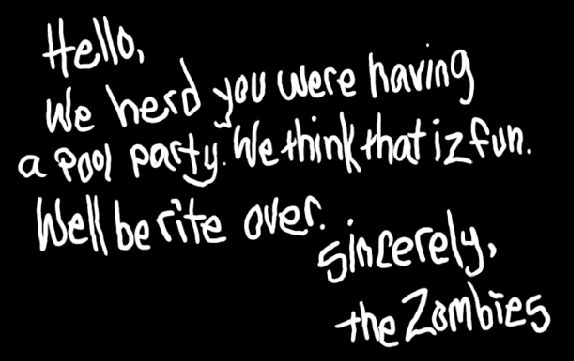 Hello,
We herd you were having
a pool party. We think that iz fun.
Well be rite over.
Sincerely,
the Zombies